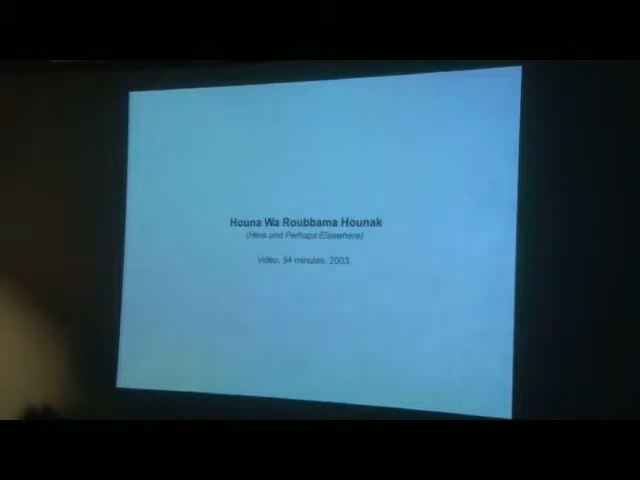 Houna Wa Roubbama Hounak
(Here and Perhaps Elsewhere)
Video, 54 minutes, 2003.